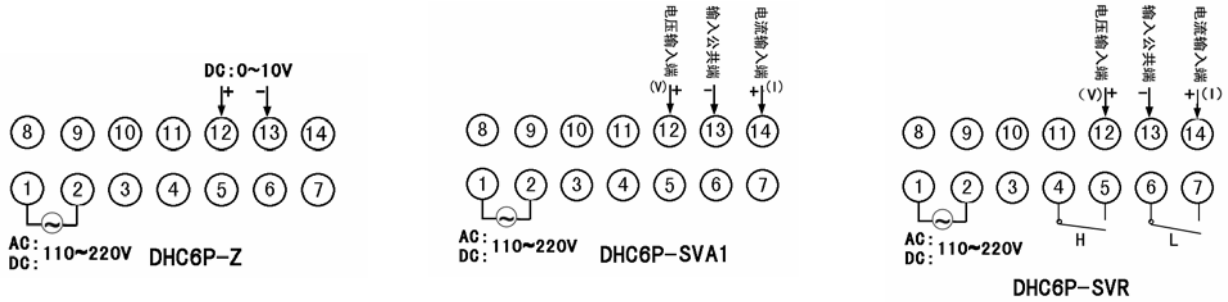 DC:0~10V
+ −
8 9 10 11 12 13 14
1 2 3 4 5 6 7
~
AC:
DC:
110~220V
DHC6P-Z
电压输入端
输入公共端
电流输入端
(V) + − + (I)
8 9 10 11 12 13 14
1 2 3 4 5 6 7
~
AC:
DC:
110~220V
DHC6P-SVA1
电压输入端
输入公共端
电流输入端
(V) + − + (I)
8 9 10 11 12 13 14
1 2 3 4 5 6 7
~
H
L
AC:
DC:
110~220V
DHC6P-SVR